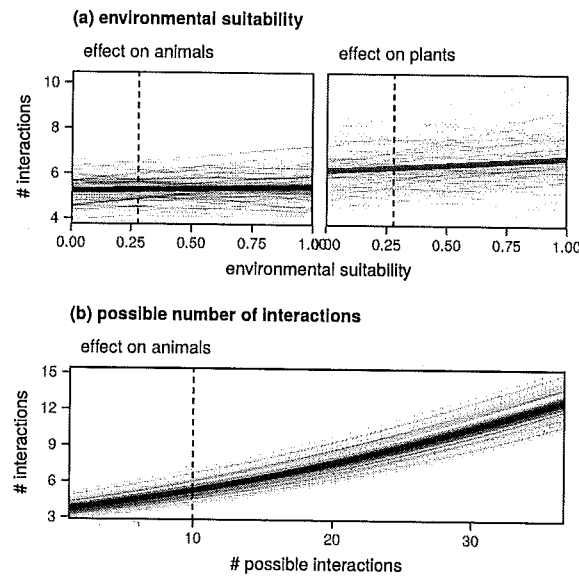 (a) environmental suitability
effect on animals
effect on plants
# interactions
10
8
6
4
0.00 0.25 0.50 0.75 1.00
0.25 0.50 0.75 1.00
environmental suitability
(b) possible number of interactions
effect on animals
# interactions
15
12
9
6
3
10 20 30
# possible interactions